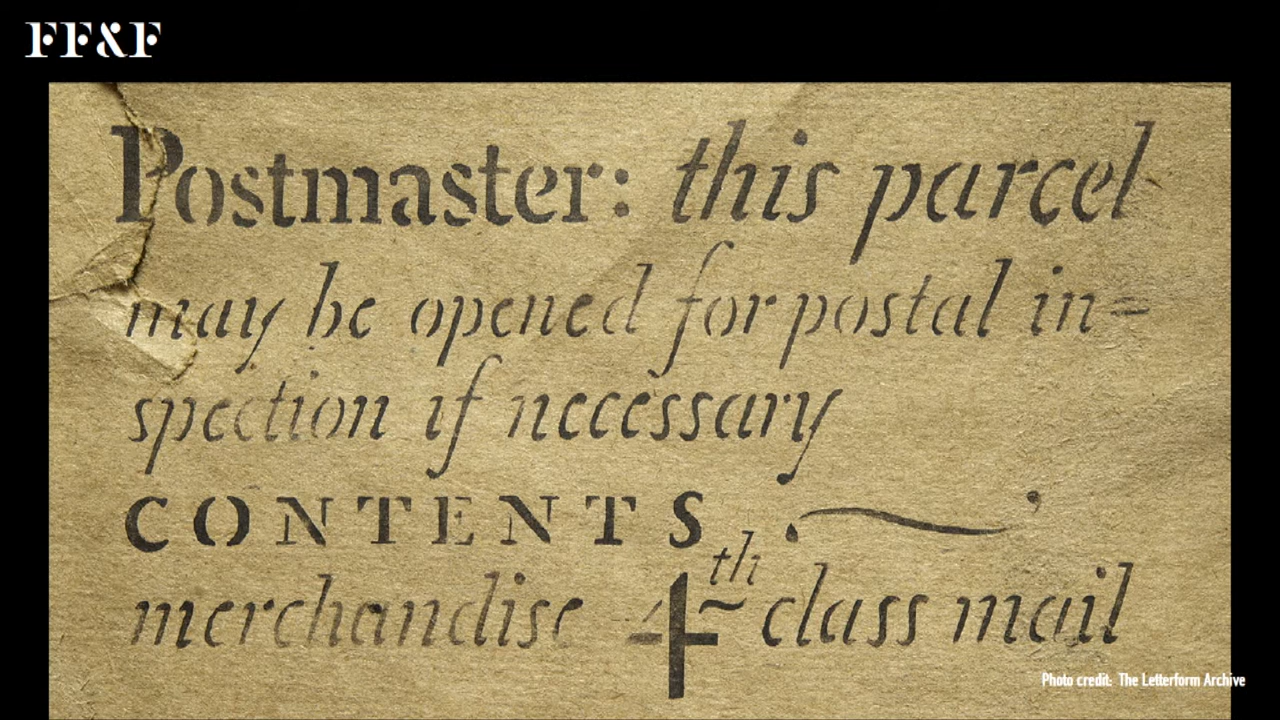 FF&F
Postmaster: this parcel
may be opened for postal in=
spection if necessary
CONTENTS
merchandise 4th class mail
Photo credit: The Letterform Archive